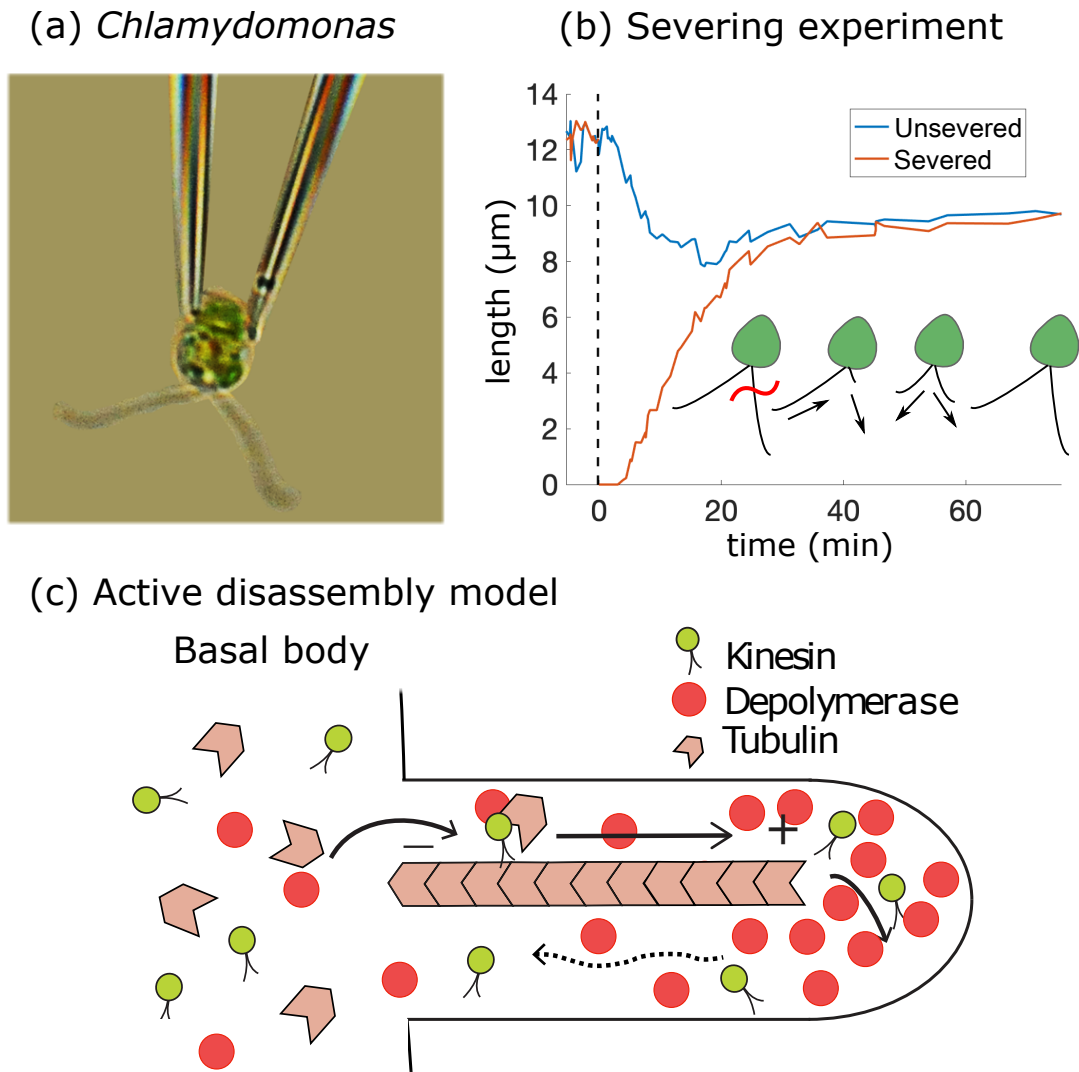 (a) Chlamydomonas
(b) Severing experiment
14
12
10
8
6
4
2
0
length (μm)
Unsevered
Severed
0
20
40
60
time (min)
(c) Active disassembly model
Basal body
Kinesin
Depolymerase
Tubulin
−
+